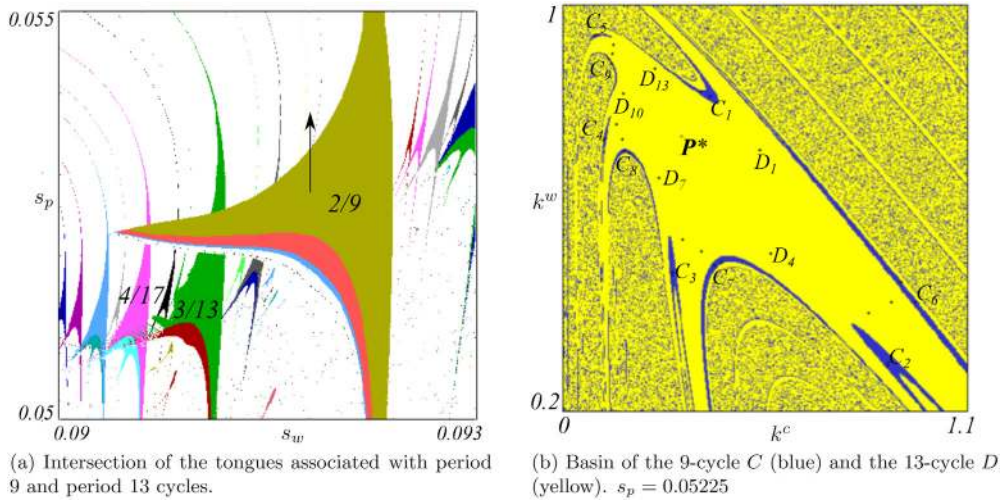 0.055
s_p
2/9
4/17
3/13
0.05
0.09
s_w
0.093
(a) Intersection of the tongues associated with period
9 and period 13 cycles.
1
C_5
C_9
D_13
D_10
C_1
C_4
P*
C_8
D_1
D_7
k^w
C_3
C
D_4
C_6
C_2
0.2
0
k^c
1.1
(b) Basin of the 9-cycle C (blue) and the 13-cycle D
(yellow). s_p = 0.05225